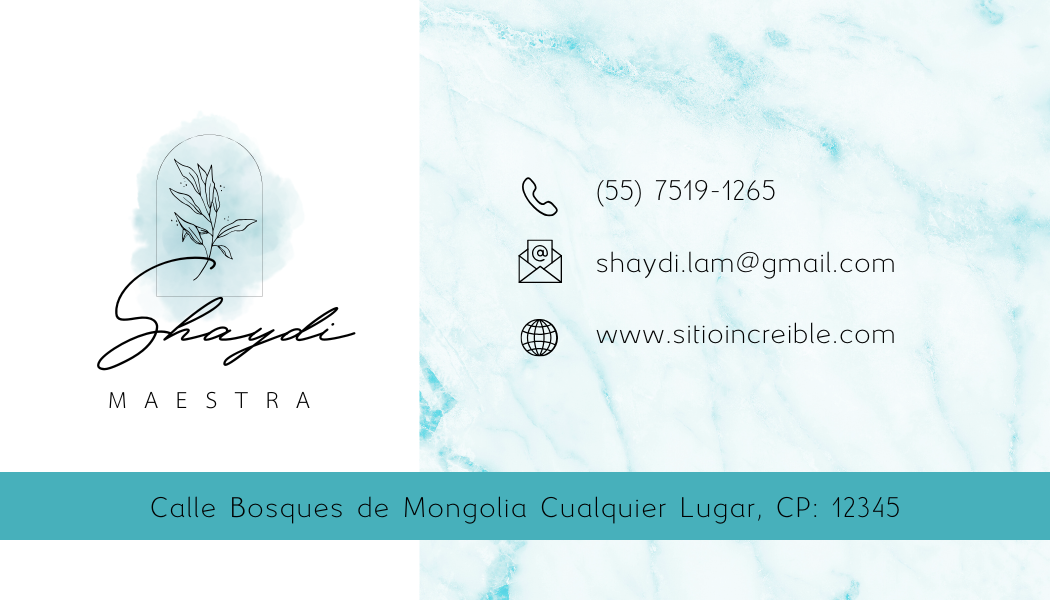 Shaydi
MAESTRA
(55) 7519-1265
shaydi.lam@gmail.com
www.sitioincreible.com
Calle Bosques de Mongolia Cualquier Lugar, CP: 12345